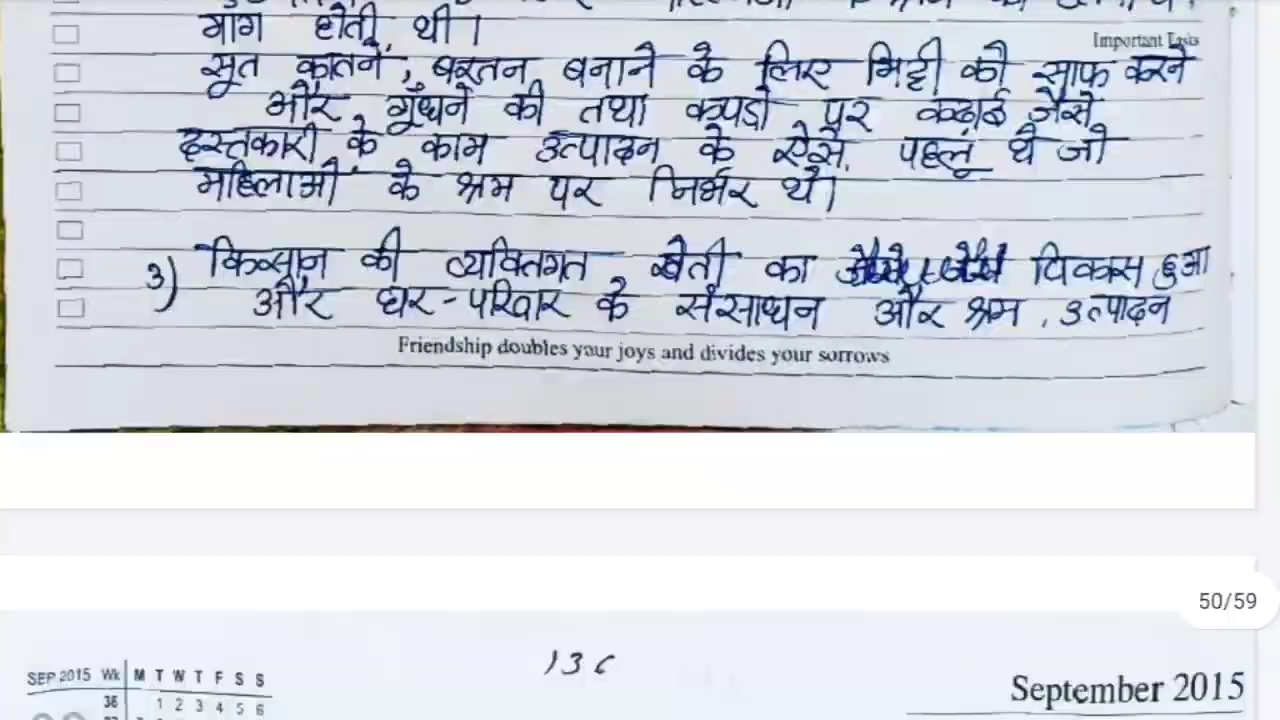 माग होती थी।
Important Tasks
सूत कातने, बरतन बनाने के लिए मिट्टी को साफ करने
और गूँधने की तथा कपड़ो पर कढ़ाई जैसे
दस्तकारी के काम उत्पादन के ऐसे पहलू थे जो
महिलाओं के श्रम पर निर्भर थे।
3) किसान की व्यक्तिगत खेती का विकास हुआ
और घर-परिवार के संसाधन और श्रम, उत्पादन
Friendship doubles your joys and divides your sorrows
50/59
136
SEP 2015 Wk M T W T F S S
September 2015
36 1 2 3 4 5 6